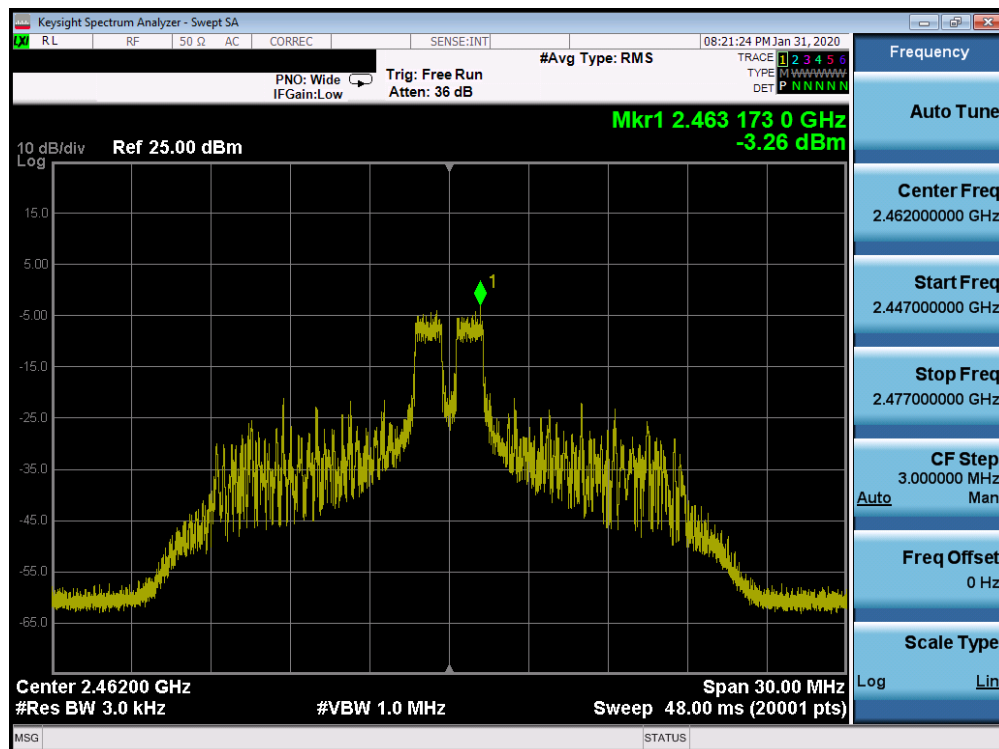 Keysight Spectrum Analyzer - Swept SA
LXI RL RF 50 Ω AC CORREC SENSE:INT 08:21:24 PM Jan 31, 2020
#Avg Type: RMS
TRACE 1 2 3 4 5 6
TYPE M WWWWW
DET P N N N N N
PNO: Wide
IFGain:Low
Trig: Free Run
Atten: 36 dB
Mkr1 2.463 173 0 GHz
-3.26 dBm
10 dB/div
Log
Ref 25.00 dBm
15.0
5.00
-5.00
-15.0
-25.0
-35.0
-45.0
-55.0
-65.0
1
Center 2.46200 GHz
Span 30.00 MHz
#Res BW 3.0 kHz
#VBW 1.0 MHz
Sweep 48.00 ms (20001 pts)
MSG
STATUS
Frequency
Auto Tune
Center Freq
2.462000000 GHz
Start Freq
2.447000000 GHz
Stop Freq
2.477000000 GHz
CF Step
3.000000 MHz
Auto Man
Freq Offset
0 Hz
Scale Type
Log Lin